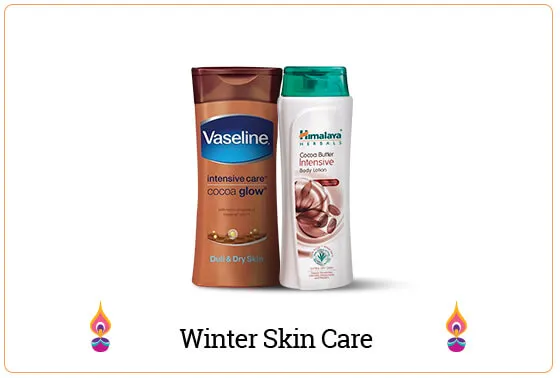 Vaseline
intensive care
cocoa glow
Dull & Dry Skin
Himalaya
HERBALS
Cocoa Butter
Intensive
Body Lotion
Winter Skin Care